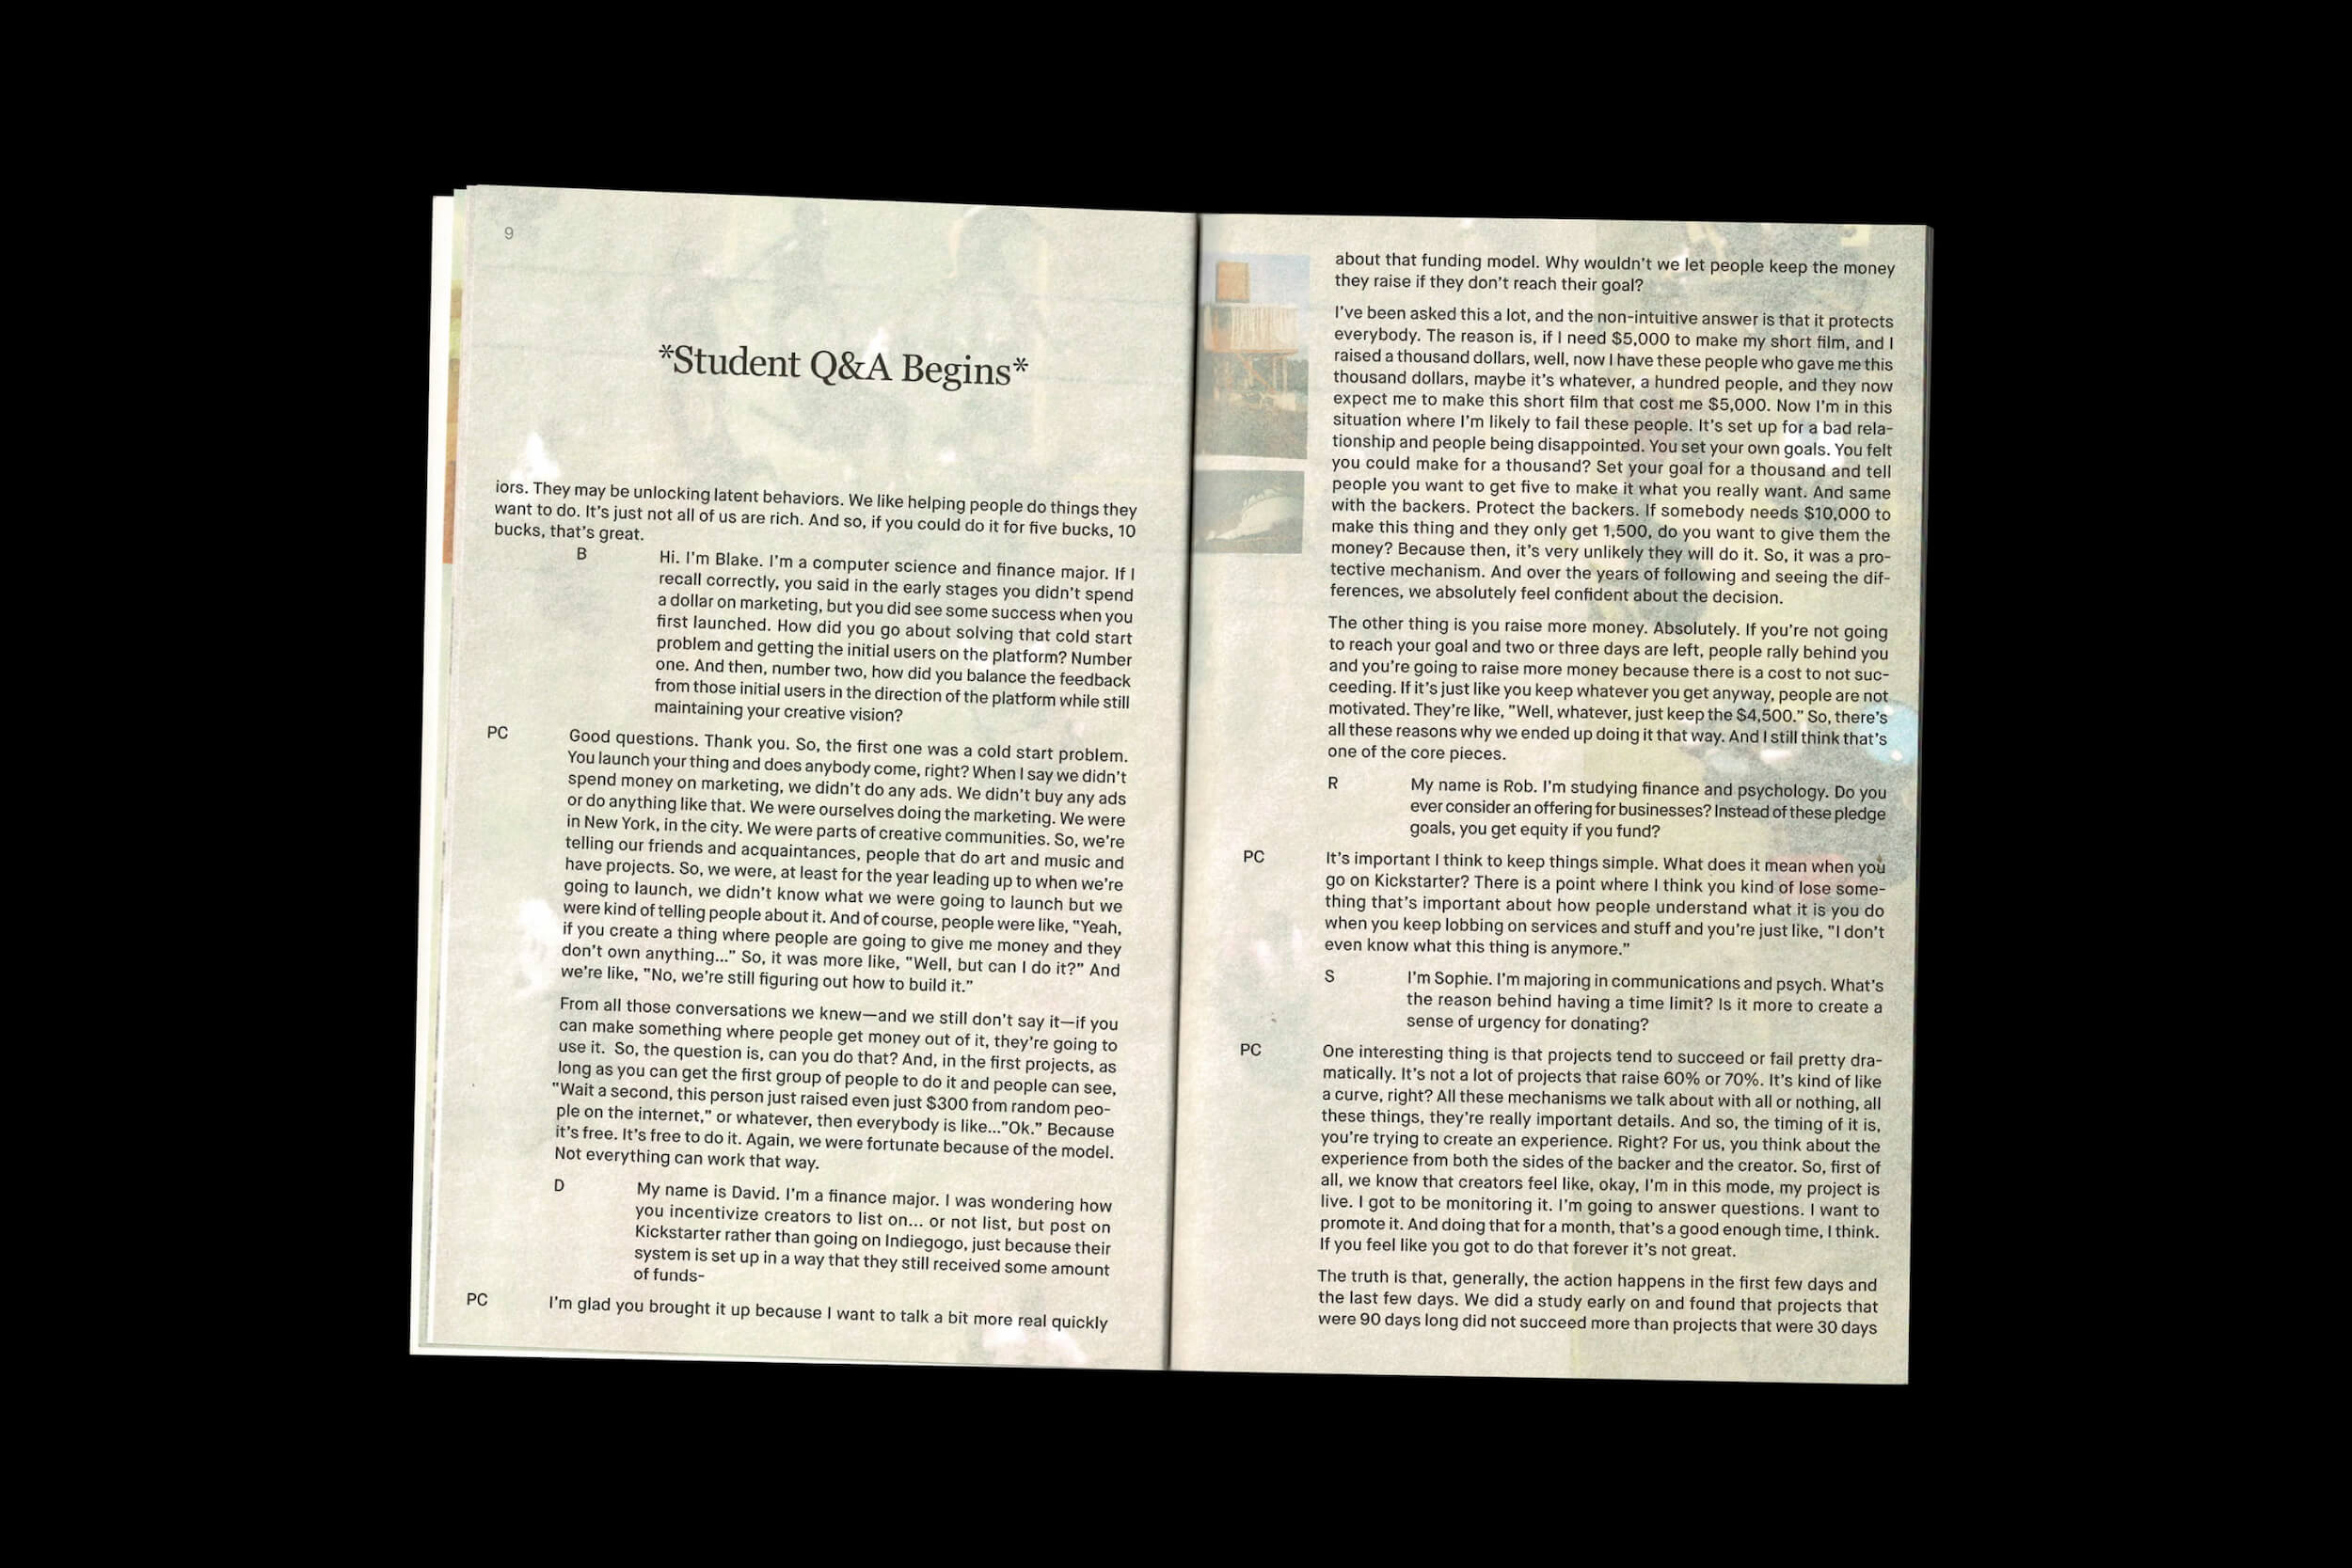 9
*Student Q&A Begins*
iors. They may be unlocking latent behaviors. We like helping people do things they
want to do. It's just not all of us are rich. And so, if you could do it for five bucks, 10
bucks, that's great.
B Hi. I'm Blake. I'm a computer science and finance major. If I
recall correctly, you said in the early stages you didn't spend
a dollar on marketing, but you did see some success when you
first launched. How did you go about solving that cold start
problem and getting the initial users on the platform? Number
one. And then, number two, how did you balance the feedback
from those initial users in the direction of the platform while still
maintaining your creative vision?
PC Good questions. Thank you. So, the first one was a cold start problem.
You launch your thing and does anybody come, right? When I say we didn't
spend money on marketing, we didn't do any ads. We didn't buy any ads
or do anything like that. We were ourselves doing the marketing. We were
in New York, in the city. We were parts of creative communities. So, we're
telling our friends and acquaintances, people that do art and music and
have projects. So, we were, at least for the year leading up to when we're
going to launch, we didn't know what we were going to launch but we
were kind of telling people about it. And of course, people were like, "Yeah,
if you create a thing where people are going to give me money and they
don't own anything..." So, it was more like, "Well, but can I do it?" And
we're like, "No, we're still figuring out how to build it."
From all those conversations we knew—and we still don't say it—if you
can make something where people get money out of it, they're going to
use it. So, the question is, can you do that? And, in the first projects, as
long as you can get the first group of people to do it and people can see,
"Wait a second, this person just raised even just $300 from random peo-
ple on the internet," or whatever, then everybody is like..."Ok." Because
it's free. It's free to do it. Again, we were fortunate because of the model.
Not everything can work that way.
D My name is David. I'm a finance major. I was wondering how
you incentivize creators to list on... or not list, but post on
Kickstarter rather than going on Indiegogo, just because their
system is set up in a way that they still received some amount
of funds-
PC I'm glad you brought it up because I want to talk a bit more real quickly
about that funding model. Why wouldn't we let people keep the money
they raise if they don't reach their goal?
I've been asked this a lot, and the non-intuitive answer is that it protects
everybody. The reason is, if I need $5,000 to make my short film, and I
raised a thousand dollars, well, now I have these people who gave me this
thousand dollars, maybe it's whatever, a hundred people, and they now
expect me to make this short film that cost me $5,000. Now I'm in this
situation where I'm likely to fail these people. It's set up for a bad rela-
tionship and people being disappointed. You set your own goals. You felt
you could make for a thousand? Set your goal for a thousand and tell
people you want to get five to make it what you really want. And same
with the backers. Protect the backers. If somebody needs $10,000 to
make this thing and they only get 1,500, do you want to give them the
money? Because then, it's very unlikely they will do it. So, it was a pro-
tective mechanism. And over the years of following and seeing the dif-
ferences, we absolutely feel confident about the decision.
The other thing is you raise more money. Absolutely. If you're not going
to reach your goal and two or three days are left, people rally behind you
and you're going to raise more money because there is a cost to not suc-
ceeding. If it's just like you keep whatever you get anyway, people are not
motivated. They're like, "Well, whatever, just keep the $4,500." So, there's
all these reasons why we ended up doing it that way. And I still think that's
one of the core pieces.
R My name is Rob. I'm studying finance and psychology. Do you
ever consider an offering for businesses? Instead of these pledge
goals, you get equity if you fund?
PC It's important I think to keep things simple. What does it mean when you
go on Kickstarter? There is a point where I think you kind of lose some-
thing that's important about how people understand what it is you do
when you keep lobbing on services and stuff and you're just like, "I don't
even know what this thing is anymore."
S I'm Sophie. I'm majoring in communications and psych. What's
the reason behind having a time limit? Is it more to create a
sense of urgency for donating?
PC One interesting thing is that projects tend to succeed or fail pretty dra-
matically. It's not a lot of projects that raise 60% or 70%. It's kind of like
a curve, right? All these mechanisms we talk about with all or nothing, all
these things, they're really important details. And so, the timing of it is,
you're trying to create an experience. Right? For us, you think about the
experience from both the sides of the backer and the creator. So, first of
all, we know that creators feel like, okay, I'm in this mode, my project is
live. I got to be monitoring it. I'm going to answer questions. I want to
promote it. And doing that for a month, that's a good enough time, I think.
If you feel like you got to do that forever it's not great.
The truth is that, generally, the action happens in the first few days and
the last few days. We did a study early on and found that projects that
were 90 days long did not succeed more than projects that were 30 days